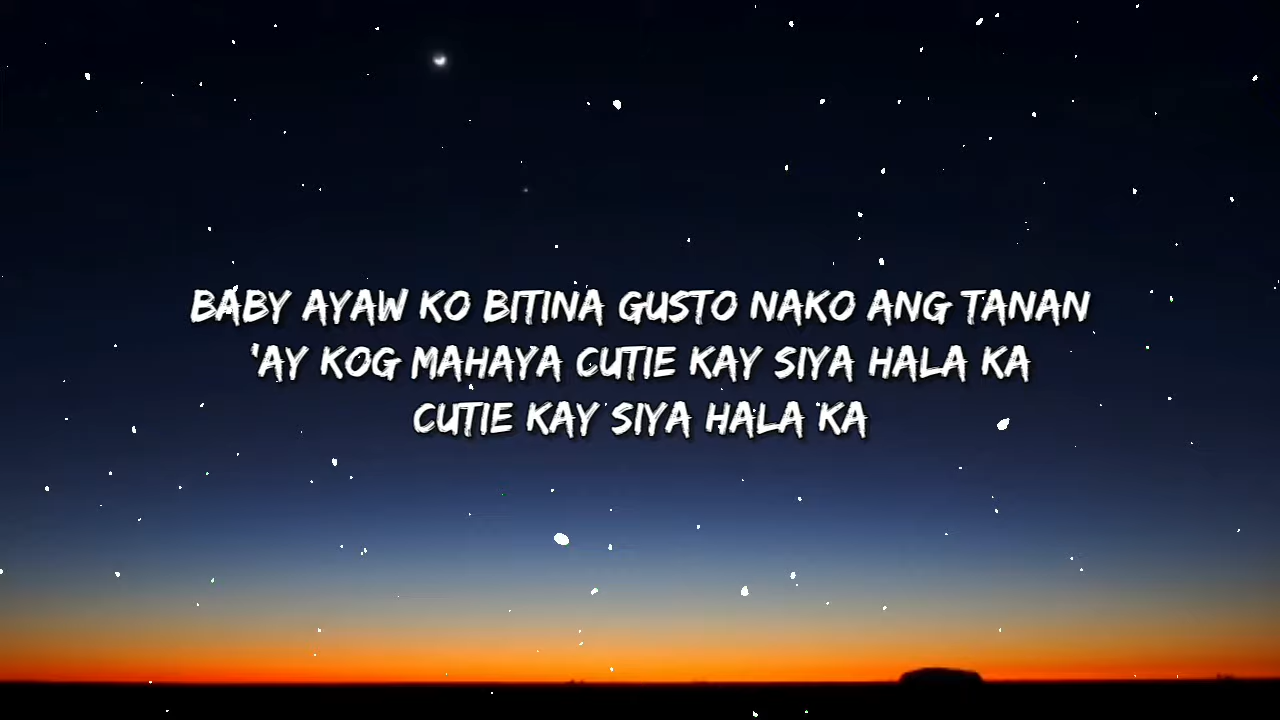 BABY AYAW KO BITINA GUSTO NAKO ANG TANAN
'AY KOG MAHAYA CUTIE KAY SIYA HALA KA
CUTIE KAY SIYA HALA KA